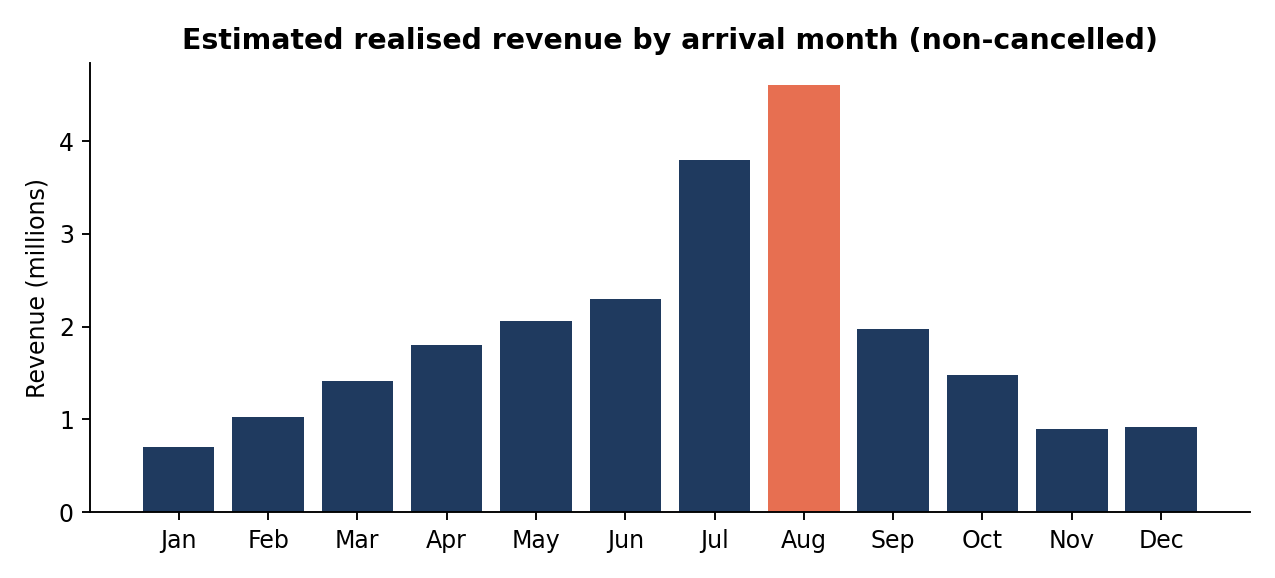 Estimated realised revenue by arrival month (non-cancelled)
Revenue (millions)
4
3
2
1
0
Jan Feb Mar Apr May Jun Jul Aug Sep Oct Nov Dec